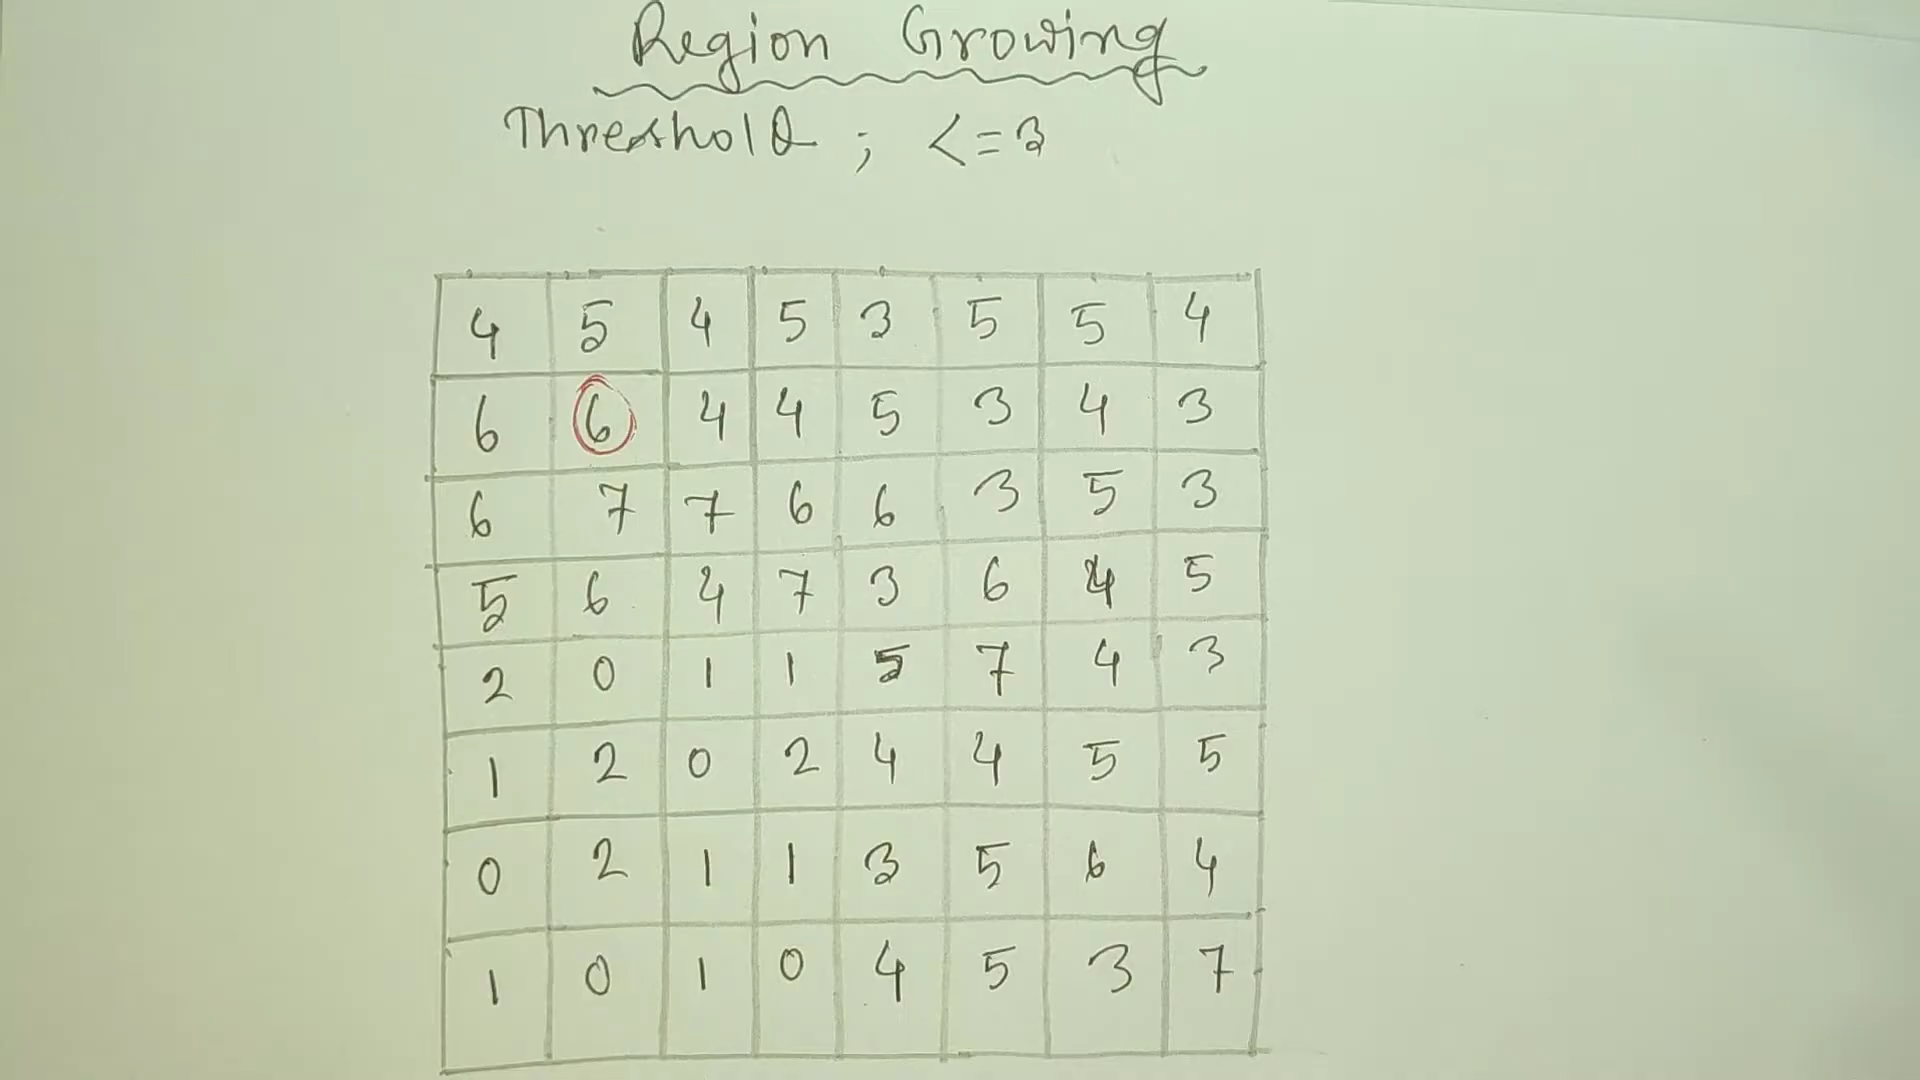 Region Growing
Threshold ; <=3
4 5 4 5 3 5 5 4
6 6 4 4 5 3 4 3
6 7 7 6 6 3 5 3
5 6 4 7 3 6 4 5
2 0 1 1 5 7 4 3
1 2 0 2 4 4 5 5
0 2 1 1 3 5 6 4
1 0 1 0 4 5 3 7